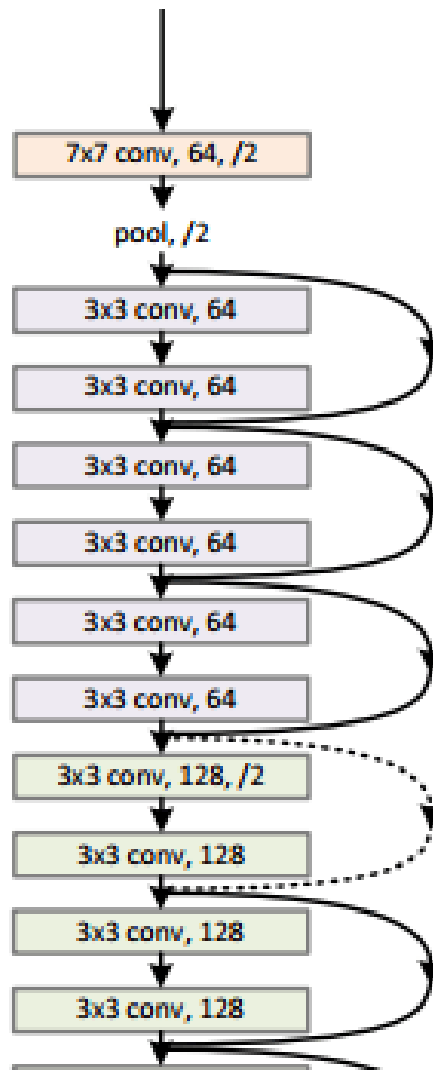 7x7 conv, 64, /2
pool, /2
3x3 conv, 64
3x3 conv, 64
3x3 conv, 64
3x3 conv, 64
3x3 conv, 64
3x3 conv, 64
3x3 conv, 128, /2
3x3 conv, 128
3x3 conv, 128
3x3 conv, 128